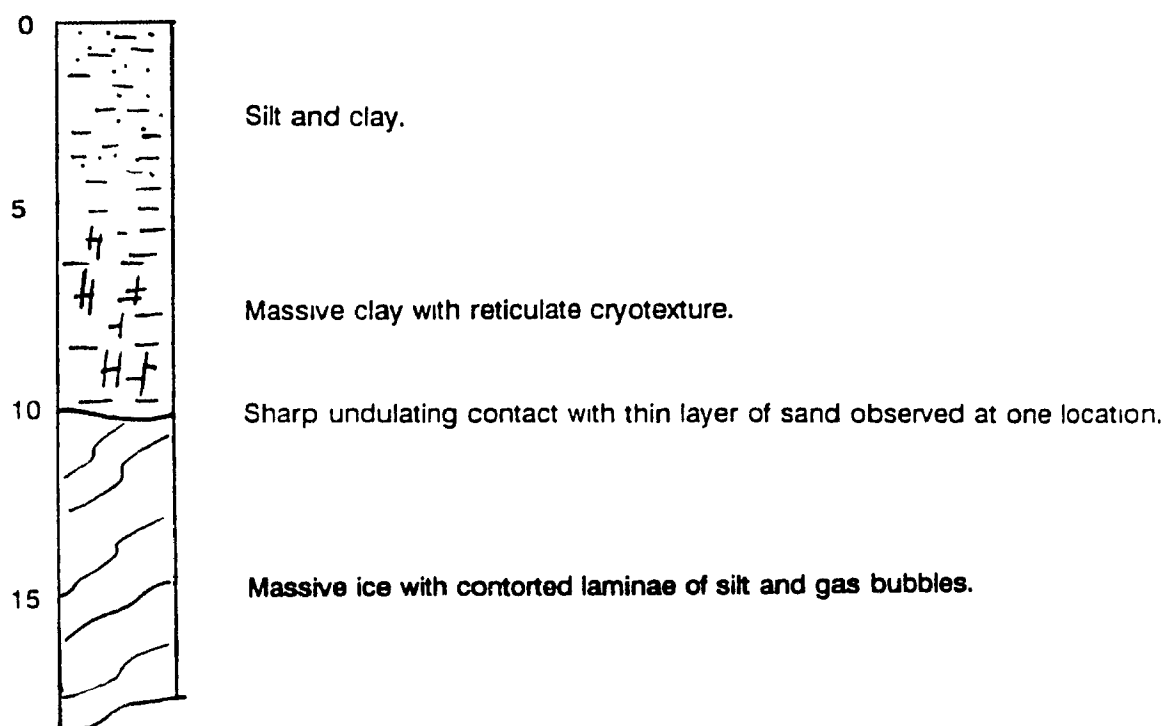 0
Silt and clay.
5
Massive clay with reticulate cryotexture.
10
Sharp undulating contact with thin layer of sand observed at one location.
15
Massive ice with contorted laminae of silt and gas bubbles.